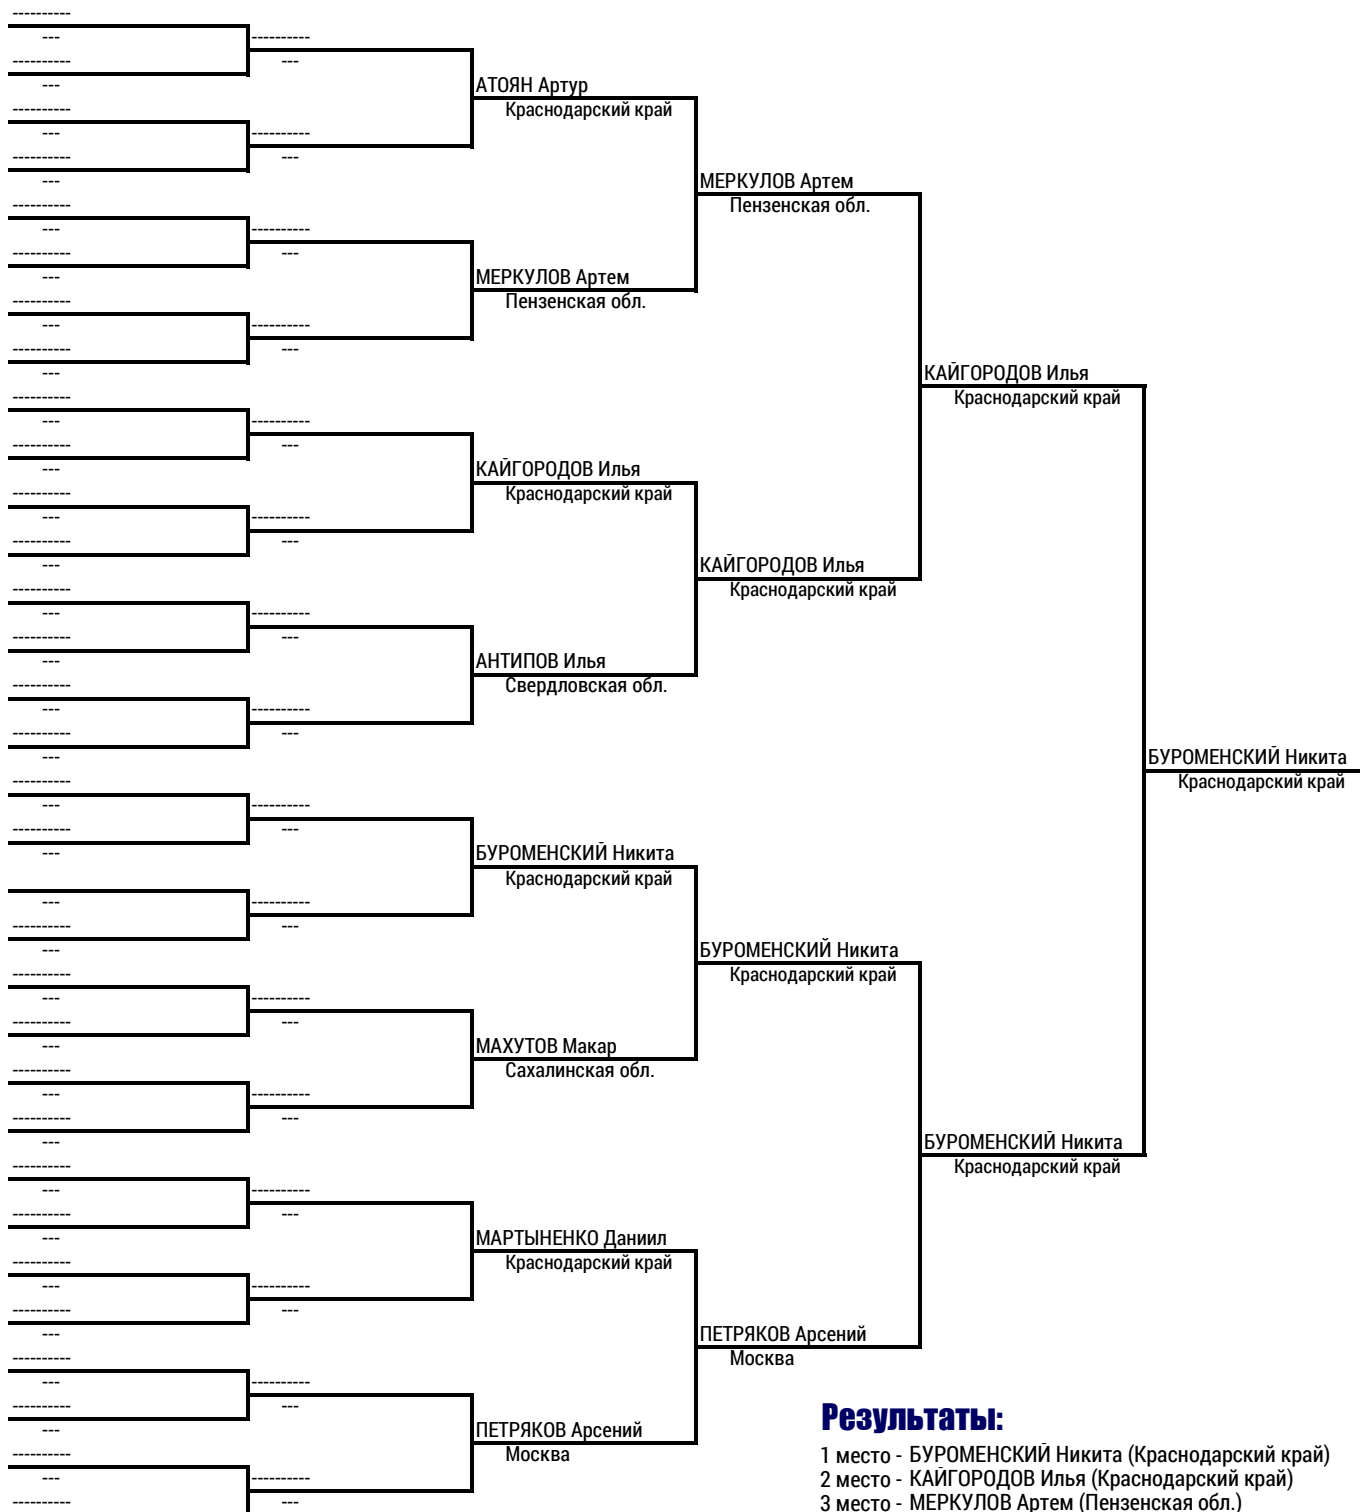 ----------
---
----------
---
----------
---
----------
---
----------
---
----------
---
----------
---
----------
---
----------
---
----------
---
----------
---
----------
---
----------
---
----------
---
----------
---
----------
---
----------
---
----------
---
---
----------
---
----------
---
----------
---
----------
---
----------
---
----------
---
----------
---
----------
---
----------
---
----------
---
----------
---
----------
---
----------
----------
---
----------
---
----------
---
----------
---
----------
---
----------
---
----------
---
----------
---
----------
---
----------
---
----------
---
----------
---
----------
---
----------
---
----------
---
----------
---
АТОЯН Артур
Краснодарский край
МЕРКУЛОВ Артем
Пензенская обл.
КАЙГОРОДОВ Илья
Краснодарский край
АНТИПОВ Илья
Свердловская обл.
БУРОМЕНСКИЙ Никита
Краснодарский край
МАХУТОВ Макар
Сахалинская обл.
МАРТЫНЕНКО Даниил
Краснодарский край
ПЕТРЯКОВ Арсений
Москва
МЕРКУЛОВ Артем
Пензенская обл.
КАЙГОРОДОВ Илья
Краснодарский край
БУРОМЕНСКИЙ Никита
Краснодарский край
ПЕТРЯКОВ Арсений
Москва
КАЙГОРОДОВ Илья
Краснодарский край
БУРОМЕНСКИЙ Никита
Краснодарский край
БУРОМЕНСКИЙ Никита
Краснодарский край
Результаты:
1 место - БУРОМЕНСКИЙ Никита (Краснодарский край)
2 место - КАЙГОРОДОВ Илья (Краснодарский край)
3 место - МЕРКУЛОВ Артем (Пензенская обл.)